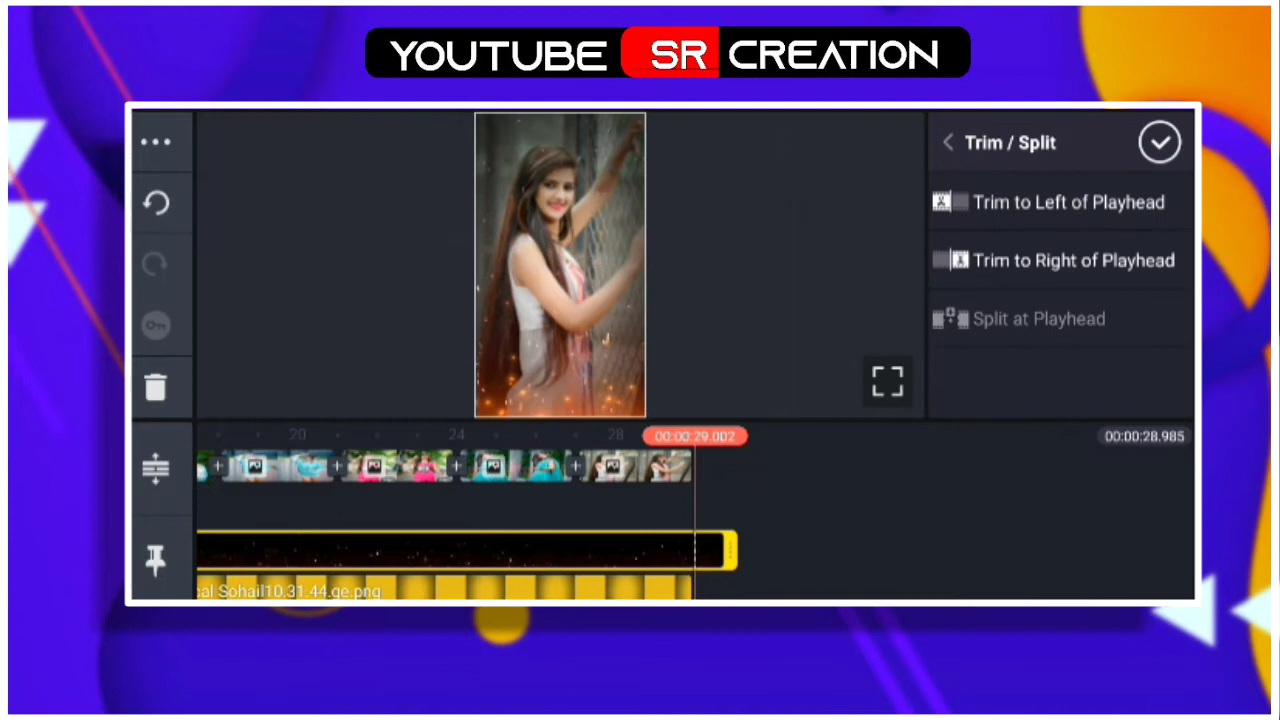 YOUTUBE SR CREATION
Trim / Split
Trim to Left of Playhead
Trim to Right of Playhead
Split at Playhead
20 24 28 00:00:29.002 00:00:28.985
cal Sohail10.31.44.ge.png